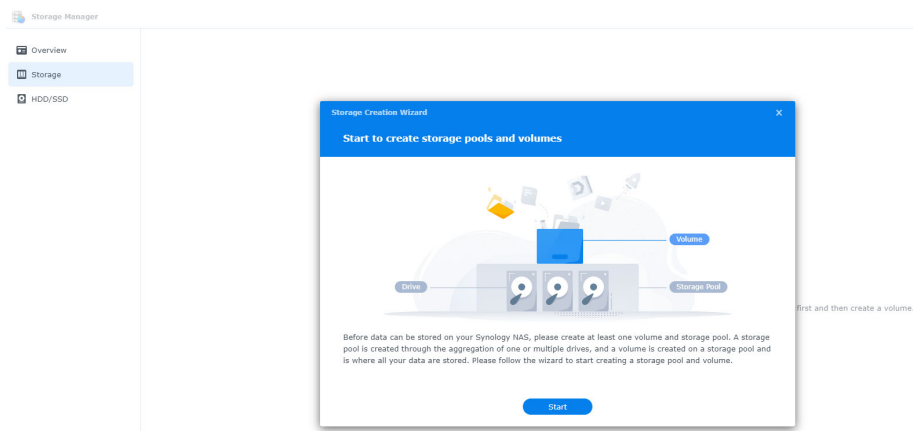 Storage Manager
Overview
Storage
HDD/SSD
Storage Creation Wizard
Start to create storage pools and volumes
Volume
Drive
Storage Pool
first and then create a volume.
Before data can be stored on your Synology NAS, please create at least one volume and storage pool. A storage
pool is created through the aggregation of one or multiple drives, and a volume is created on a storage pool and
is where all your data are stored. Please follow the wizard to start creating a storage pool and volume.
Start